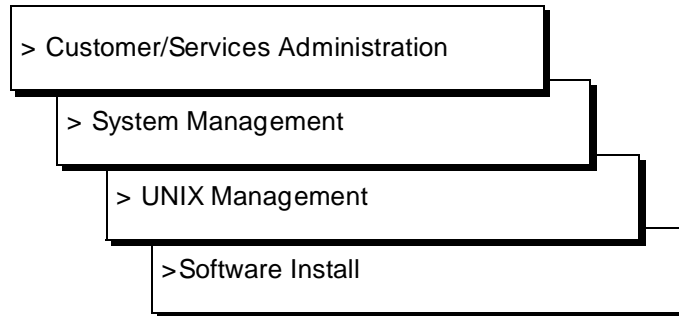 > Customer/Services Administration
> System Management
> UNIX Management
>Software Install